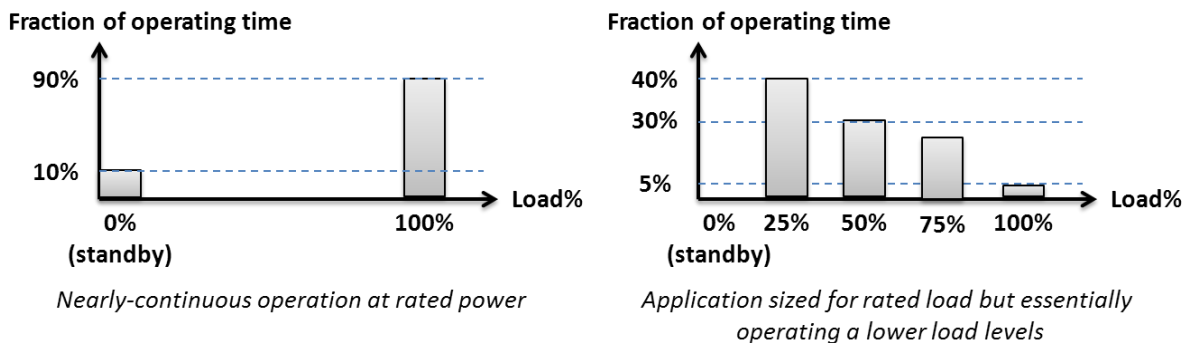 Fraction of operating time
90%
10%
Load%
0%
100%
(standby)
Nearly-continuous operation at rated power
Fraction of operating time
40%
30%
5%
Load%
0% 25% 50% 75% 100%
(standby)
Application sized for rated load but essentially
operating a lower load levels